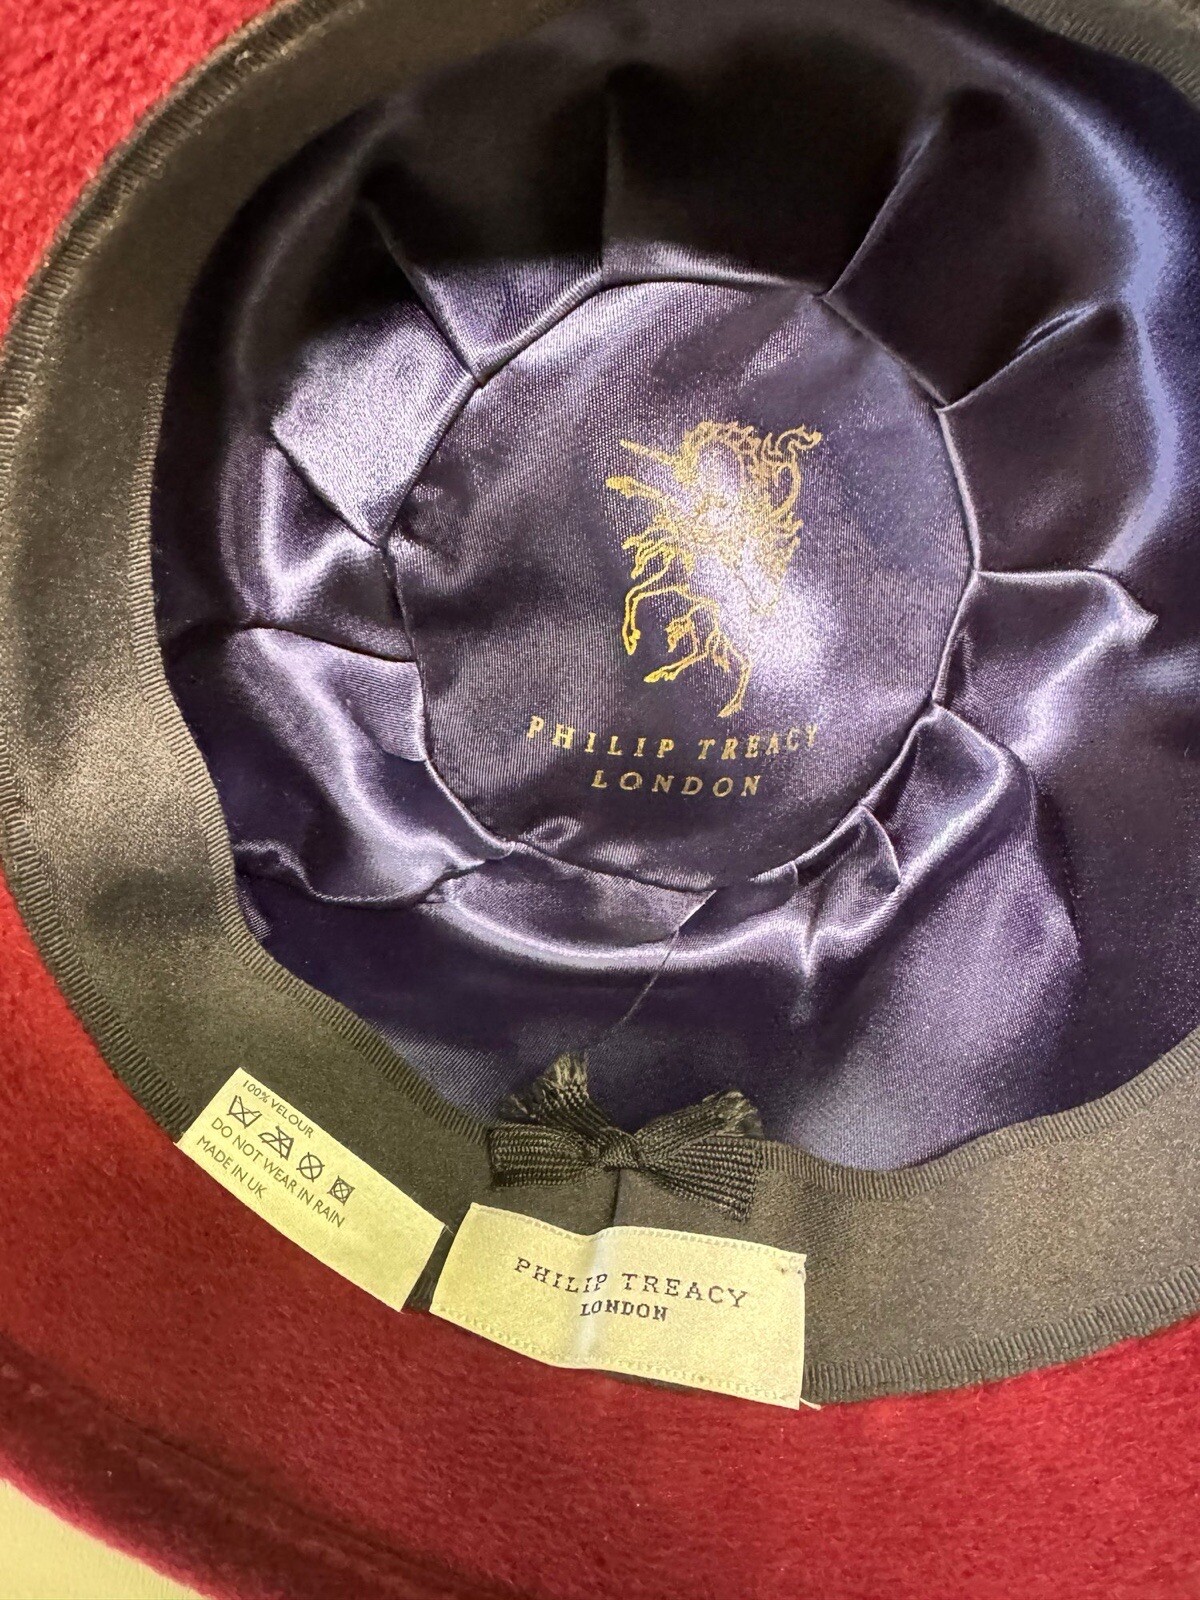 PHILIP TREACY
LONDON
100% VELOUR
DO NOT WEAR IN RAIN
MADE IN UK
PHILIP TREACY
LONDON